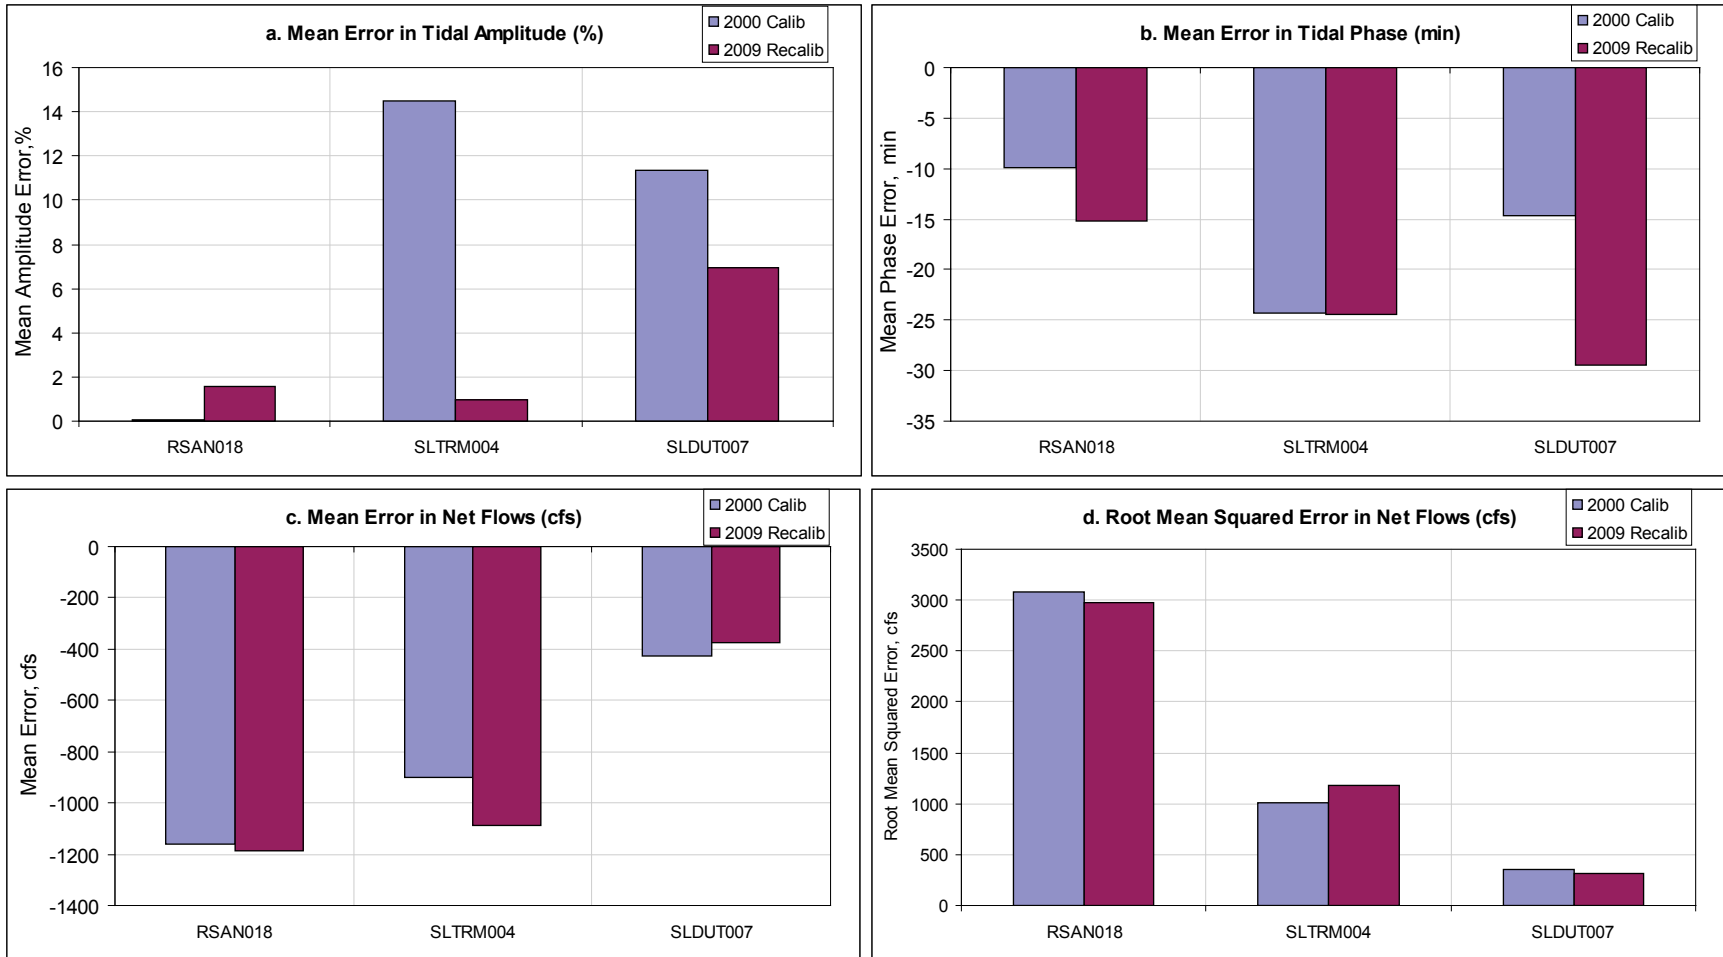 a. Mean Error in Tidal Amplitude (%)
2000 Calib
2009 Recalib
Mean Amplitude Error,%
16
14
12
10
8
6
4
2
0
RSAN018 SLTRM004 SLDUT007
b. Mean Error in Tidal Phase (min)
2000 Calib
2009 Recalib
Mean Phase Error, min
0
-5
-10
-15
-20
-25
-30
-35
RSAN018 SLTRM004 SLDUT007
c. Mean Error in Net Flows (cfs)
2000 Calib
2009 Recalib
Mean Error, cfs
0
-200
-400
-600
-800
-1000
-1200
-1400
RSAN018 SLTRM004 SLDUT007
d. Root Mean Squared Error in Net Flows (cfs)
2000 Calib
2009 Recalib
Root Mean Squared Error, cfs
3500
3000
2500
2000
1500
1000
500
0
RSAN018 SLTRM004 SLDUT007